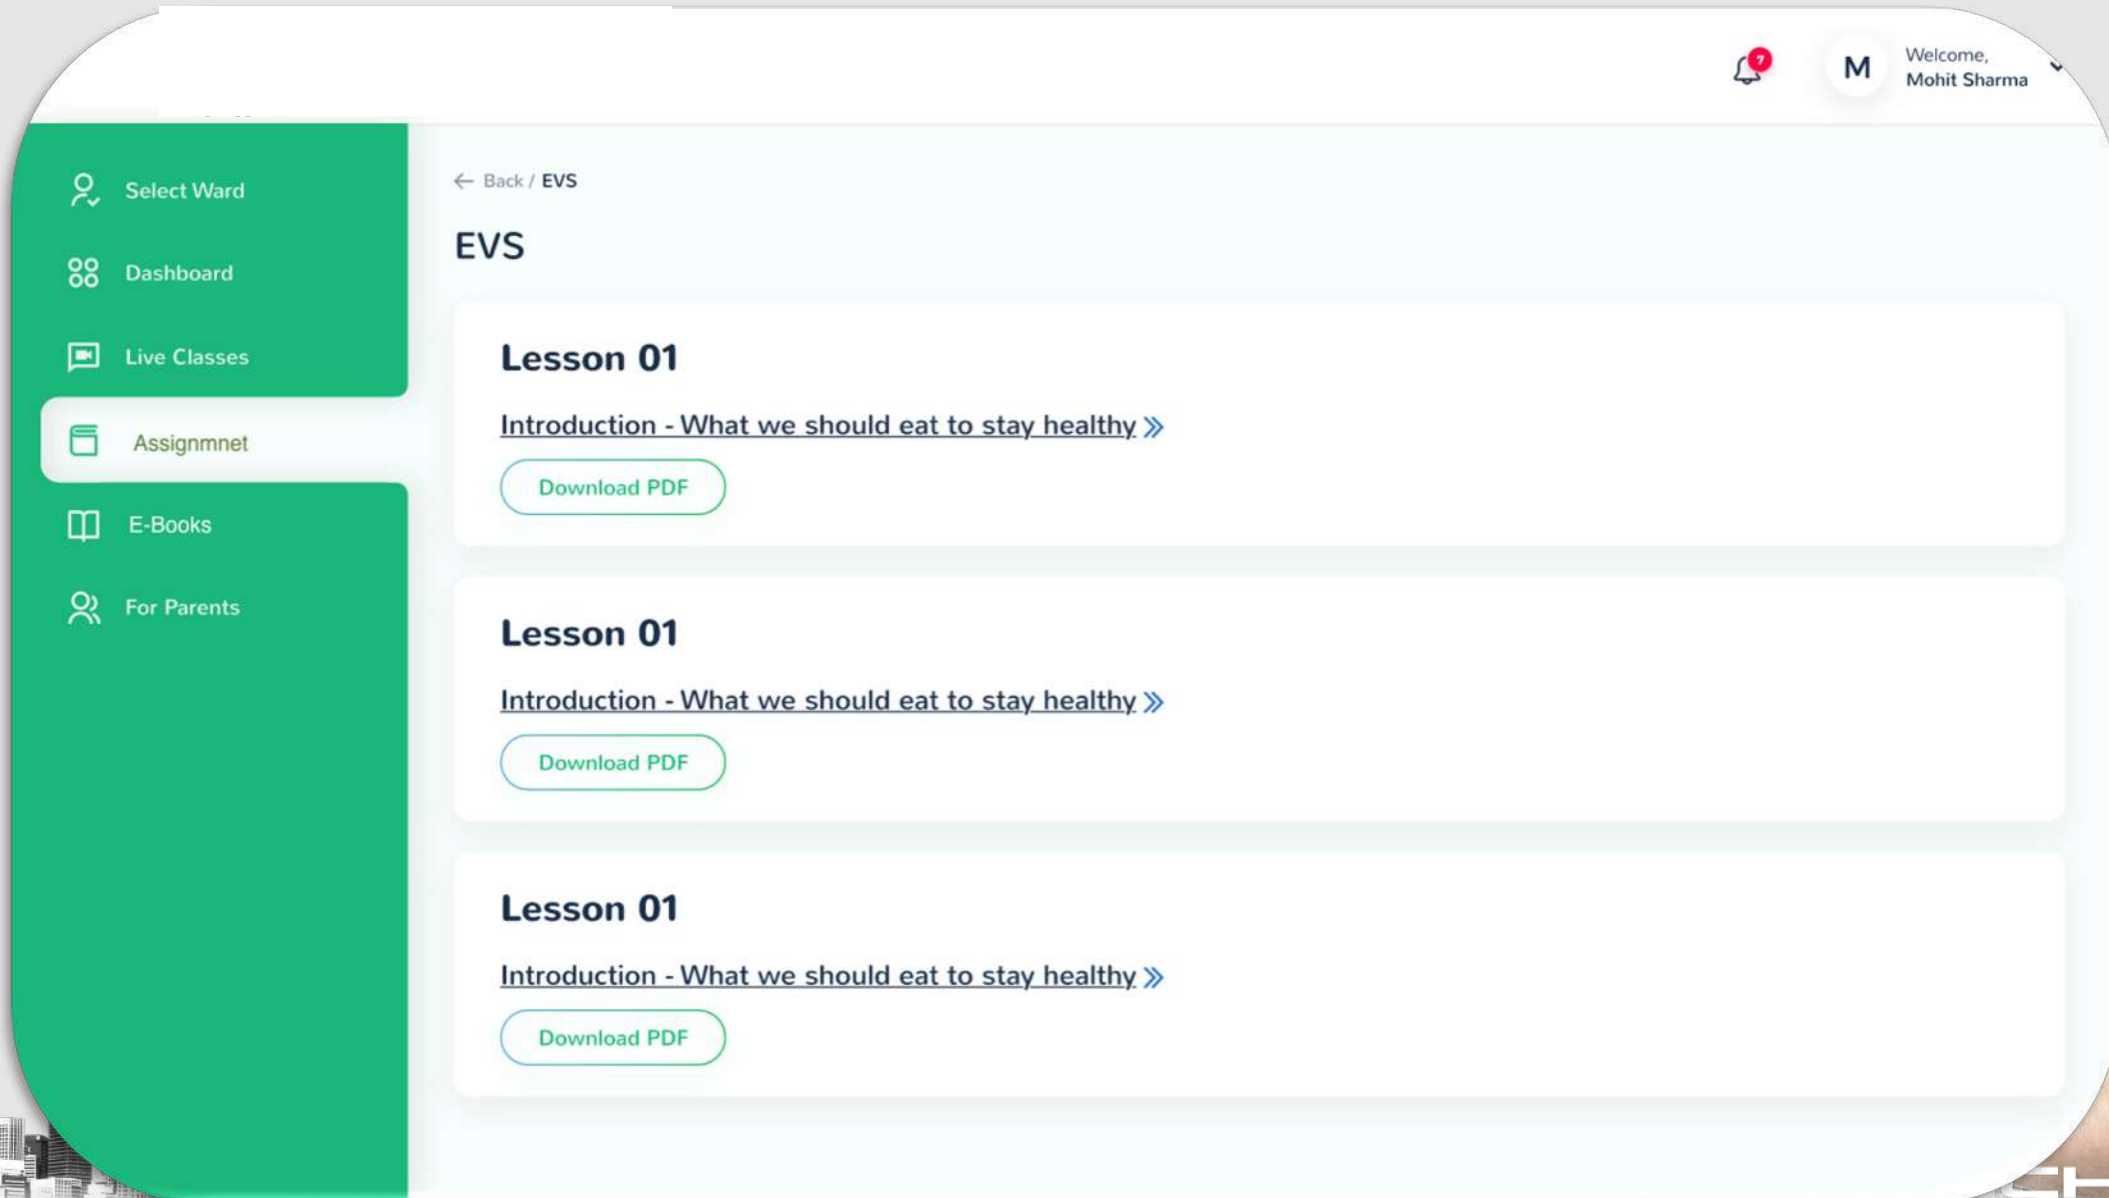 7
M
Welcome,
Mohit Sharma
Select Ward
Dashboard
Live Classes
Assignmnet
E-Books
For Parents
Back / EVS
EVS
Lesson 01
Introduction - What we should eat to stay healthy
Download PDF
Lesson 01
Introduction - What we should eat to stay healthy
Download PDF
Lesson 01
Introduction - What we should eat to stay healthy
Download PDF